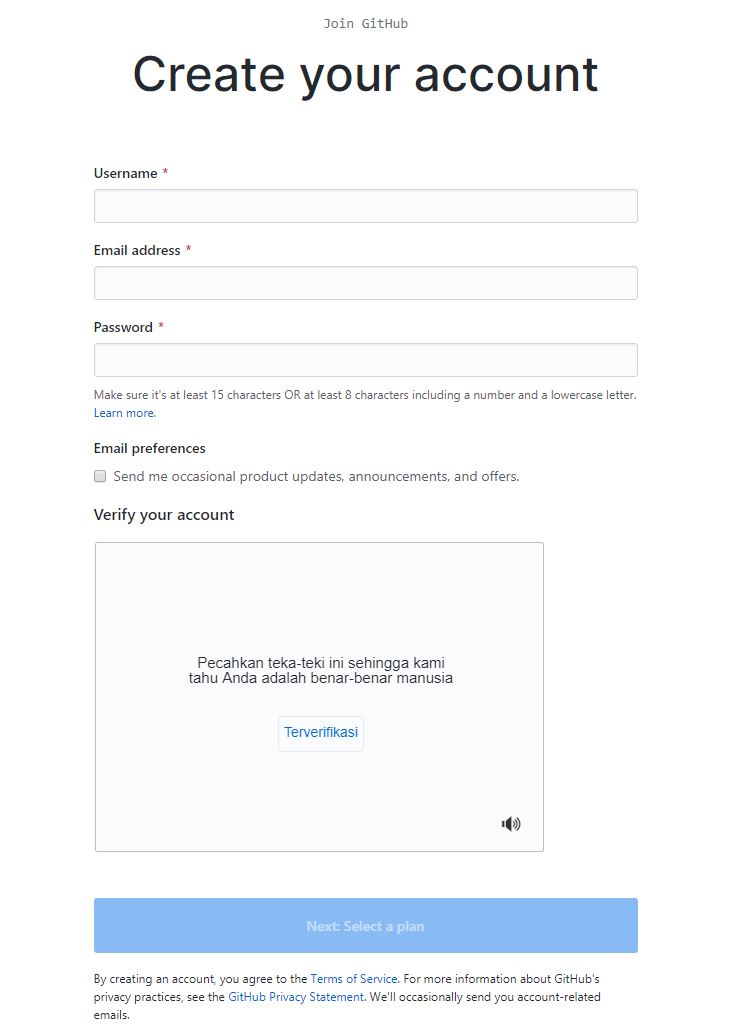 Join GitHub
Create your account
Username *
Email address *
Password *
Make sure it's at least 15 characters OR at least 8 characters including a number and a lowercase letter.
Learn more.
Email preferences
Send me occasional product updates, announcements, and offers.
Verify your account
Pecahkan teka-teki ini sehingga kami
tahu Anda adalah benar-benar manusia
Terverifikasi
Next: Select a plan
By creating an account, you agree to the Terms of Service. For more information about GitHub's
privacy practices, see the GitHub Privacy Statement. We'll occasionally send you account-related
emails.